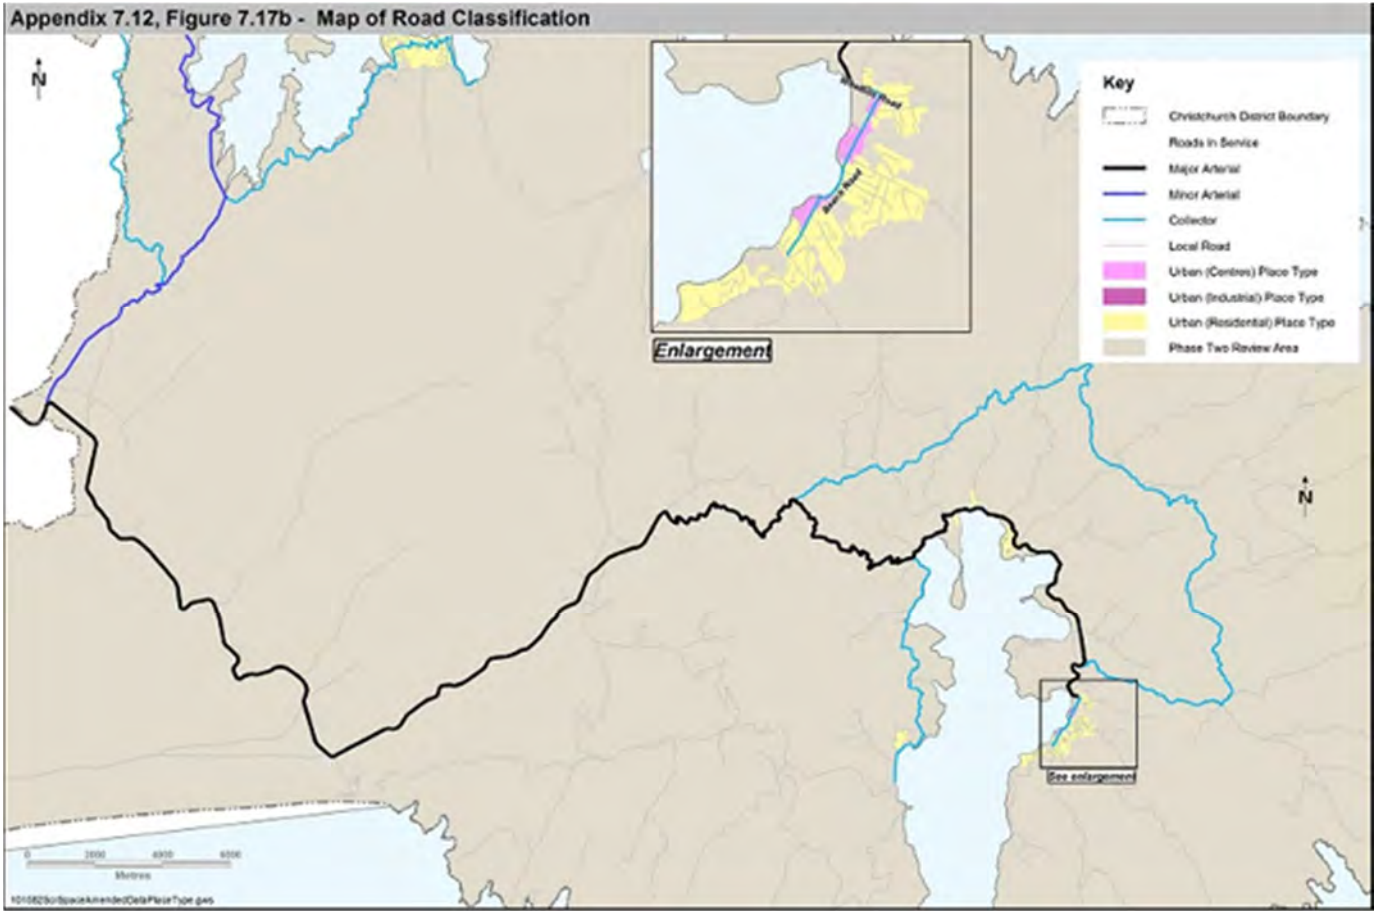 Appendix 7.12, Figure 7.17b - Map of Road Classification
N
Woodills Road
Beach Road
Enlargement
Key
Christchurch District Boundary
Roads In Service
Major Arterial
Minor Arterial
Collector
Local Road
Urban (Centres) Place Type
Urban (Industrial) Place Type
Urban (Residential) Place Type
Phase Two Review Area
N
See enlargement
0 2000 4000 6000
Metres